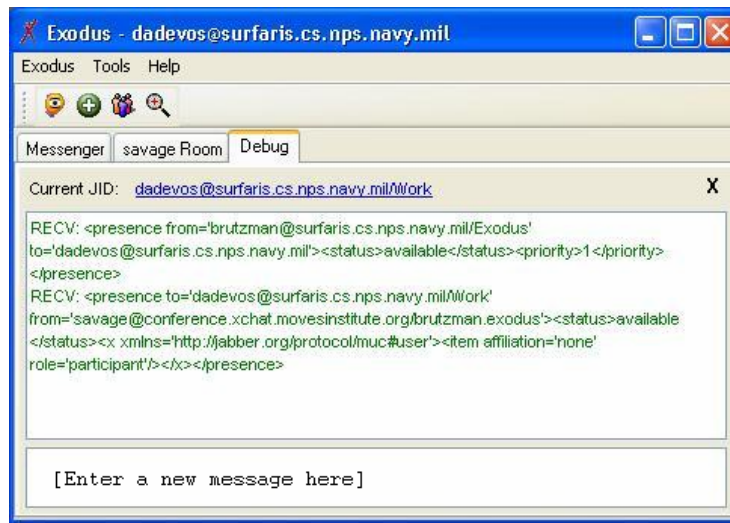 Exodus - dadevos@surfaris.cs.nps.navy.mil
Exodus Tools Help
Messenger savage Room Debug
Current JID: dadevos@surfaris.cs.nps.navy.mil/Work X
RECV: <presence from='brutzman@surfaris.cs.nps.navy.mil/Exodus'
to='dadevos@surfaris.cs.nps.navy.mil'><status>available</status><priority>1</priority>
</presence>
RECV: <presence to='dadevos@surfaris.cs.nps.navy.mil/Work'
from='savage@conference.xchat.movesinstitute.org/brutzman.exodus'><status>available
</status><x xmlns='http://jabber.org/protocol/muc#user'><item affiliation='none'
role='participant'/></x></presence>
[Enter a new message here]